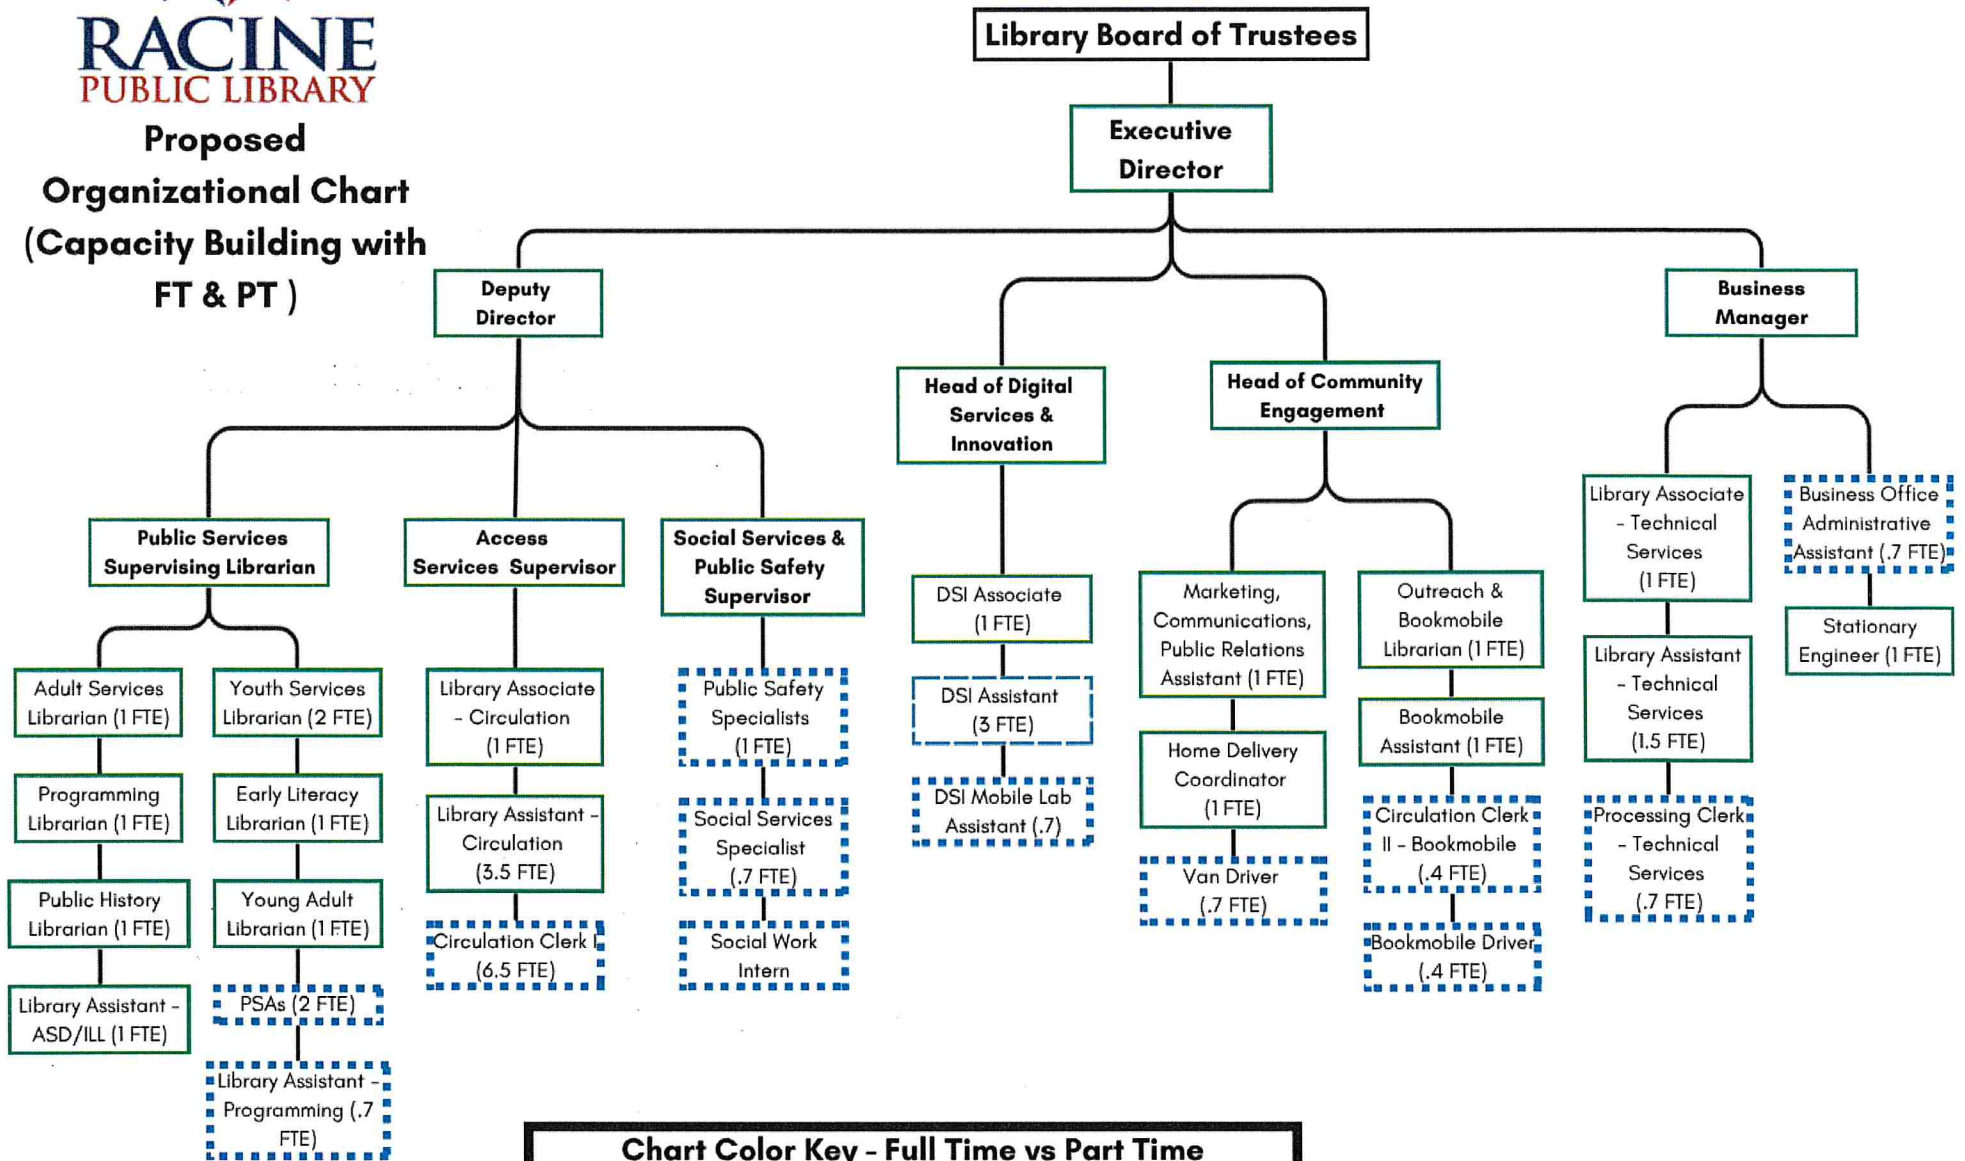 RACINE
PUBLIC LIBRARY
Proposed
Organizational Chart
(Capacity Building with
FT & PT )
Library Board of Trustees
Executive
Director
Deputy
Director
Head of Digital
Services &
Innovation
Head of Community
Engagement
Business
Manager
Public Services
Supervising Librarian
Access
Services Supervisor
Social Services &
Public Safety
Supervisor
Adult Services
Librarian (1 FTE)
Programming
Librarian (1 FTE)
Public History
Librarian (1 FTE)
Library Assistant -
ASD/ILL (1 FTE)
Youth Services
Librarian (2 FTE)
Early Literacy
Librarian (1 FTE)
Young Adult
Librarian (1 FTE)
PSAs (2 FTE)
Library Assistant -
Programming (.7
FTE)
Library Associate
- Circulation
(1 FTE)
Library Assistant -
Circulation
(3.5 FTE)
Circulation Clerk I
(6.5 FTE)
Public Safety
Specialists
(1 FTE)
Social Services
Specialist
(.7 FTE)
Social Work
Intern
DSI Associate
(1 FTE)
DSI Assistant
(3 FTE)
DSI Mobile Lab
Assistant (.7)
Marketing,
Communications,
Public Relations
Assistant (1 FTE)
Home Delivery
Coordinator
(1 FTE)
Van Driver
(.7 FTE)
Outreach &
Bookmobile
Librarian (1 FTE)
Bookmobile
Assistant (1 FTE)
Circulation Clerk
II - Bookmobile
(.4 FTE)
Bookmobile Driver
(.4 FTE)
Library Associate
- Technical
Services
(1 FTE)
Library Assistant
- Technical
Services
(1.5 FTE)
Processing Clerk
- Technical
Services
(.7 FTE)
Business Office
Administrative
Assistant (.7 FTE)
Stationary
Engineer (1 FTE)
Chart Color Key - Full Time vs Part Time